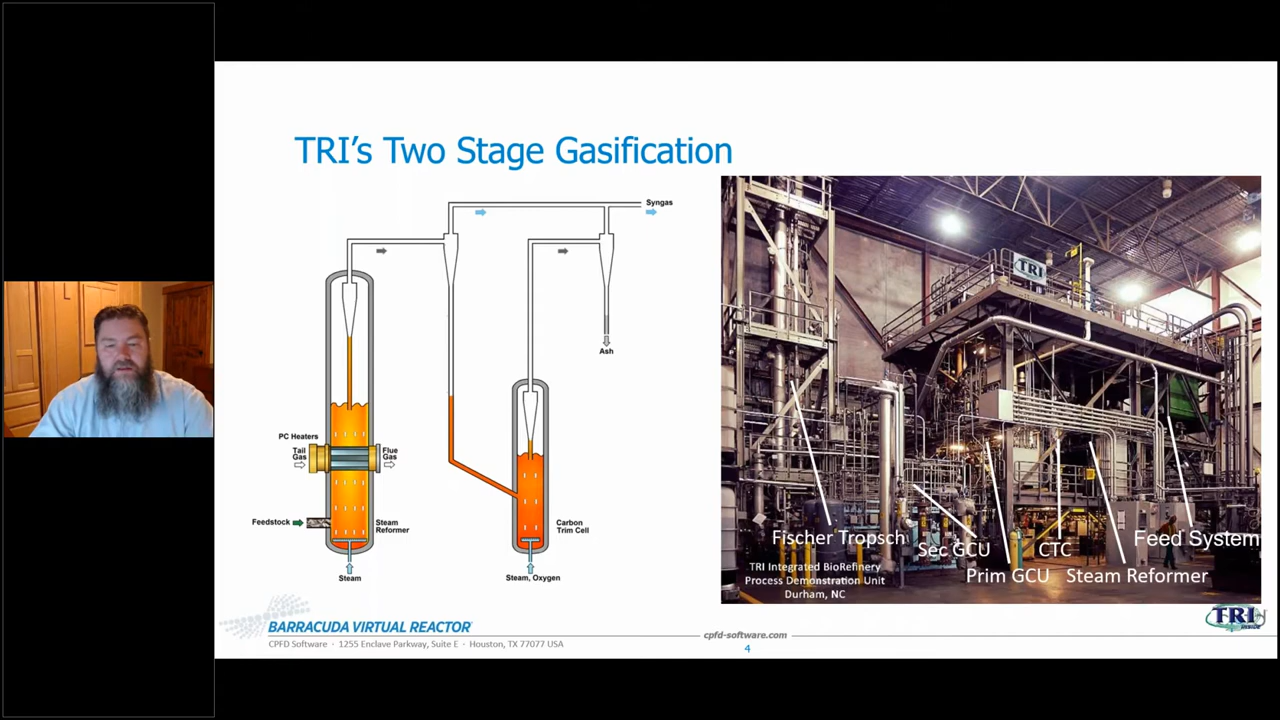 TRI's Two Stage Gasification
Syngas
Ash
PC Heaters
Tail
Gas
Flue
Gas
Feedstock
Steam
Reformer
Carbon
Trim Cell
Steam
Steam, Oxygen
TRI
Fischer Tropsch
Sec GCU
CTC
Feed System
Prim GCU
Steam Reformer
TRI Integrated BioRefinery
Process Demonstration Unit
Durham, NC
BARRACUDA VIRTUAL REACTOR
CPFD Software · 1255 Enclave Parkway, Suite E · Houston, TX 77077 USA
cpfd-software.com
4
TRI